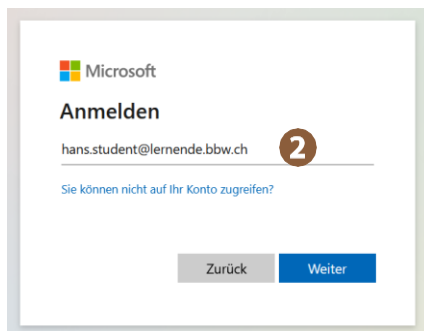 Microsoft
Anmelden
hans.student@lernende.bbw.ch 2
Sie können nicht auf Ihr Konto zugreifen?
Zurück Weiter